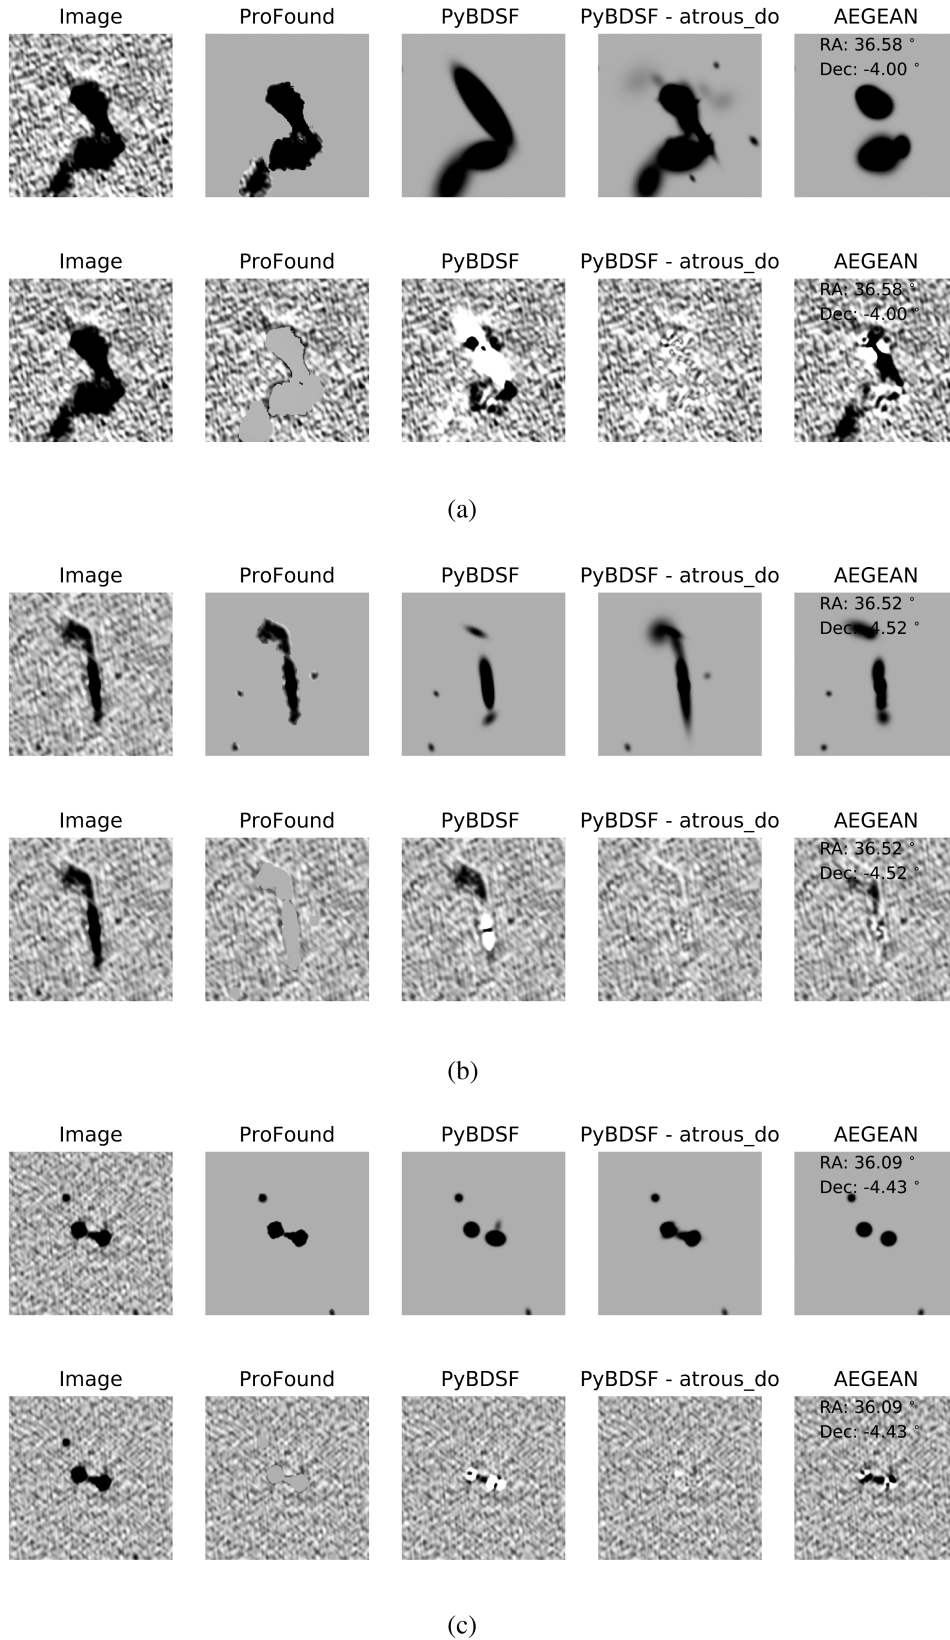 Image ProFound PyBDSF PyBDSF - atrous_do AEGEAN
RA: 36.58 °
Dec: -4.00 °
Image ProFound PyBDSF PyBDSF - atrous_do AEGEAN
RA: 36.58 °
Dec: -4.00 °
(a)
Image ProFound PyBDSF PyBDSF - atrous_do AEGEAN
RA: 36.52 °
Dec: -4.52 °
Image ProFound PyBDSF PyBDSF - atrous_do AEGEAN
RA: 36.52 °
Dec: -4.52 °
(b)
Image ProFound PyBDSF PyBDSF - atrous_do AEGEAN
RA: 36.09 °
Dec: -4.43 °
Image ProFound PyBDSF PyBDSF - atrous_do AEGEAN
RA: 36.09 °
Dec: -4.43 °
(c)